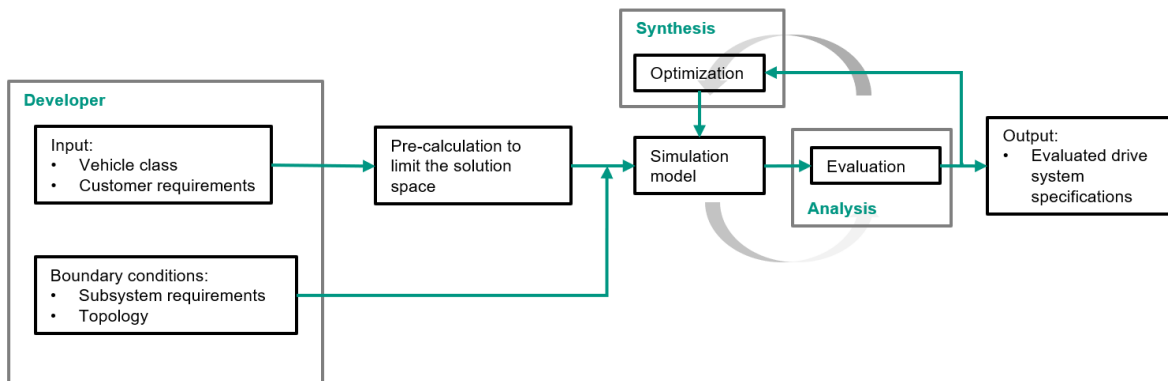 Developer
Input:
• Vehicle class
• Customer requirements
Boundary conditions:
• Subsystem requirements
• Topology
Pre-calculation to
limit the solution
space
Synthesis
Optimization
Simulation
model
Evaluation
Analysis
Output:
• Evaluated drive
system
specifications